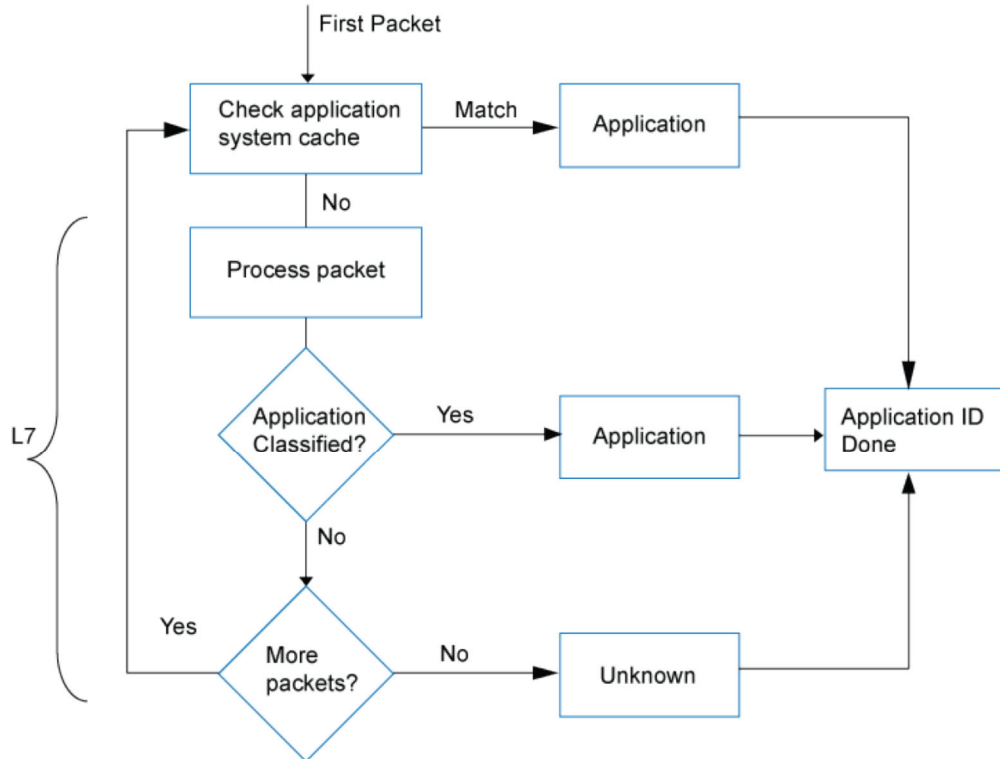 First Packet
Check application
system cache
Match
Application
No
Process packet
L7
Application
Classified?
Yes
Application
Application ID
Done
No
Yes
More
packets?
No
Unknown